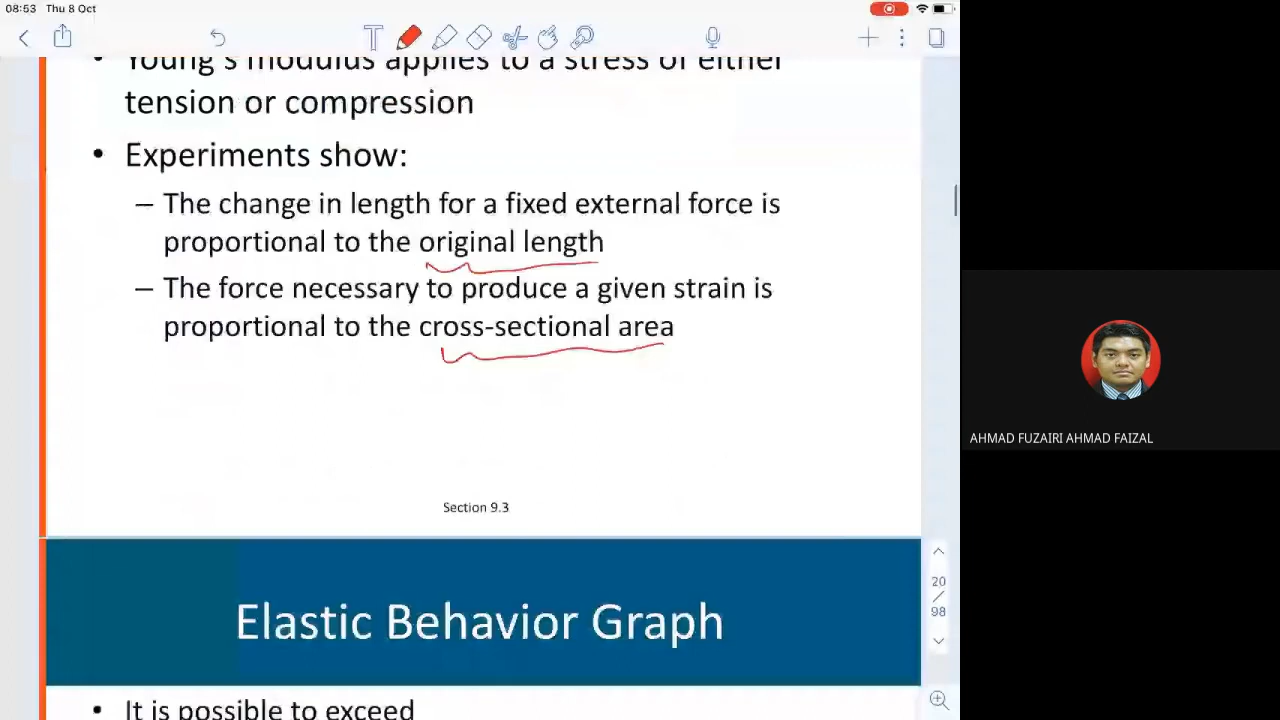 08:53 Thu 8 Oct
Young's modulus applies to a stress of either
tension or compression
• Experiments show:
– The change in length for a fixed external force is
proportional to the original length
– The force necessary to produce a given strain is
proportional to the cross-sectional area
AHMAD FUZAIRI AHMAD FAIZAL
Section 9.3
20
/
98
Elastic Behavior Graph
• It is possible to exceed